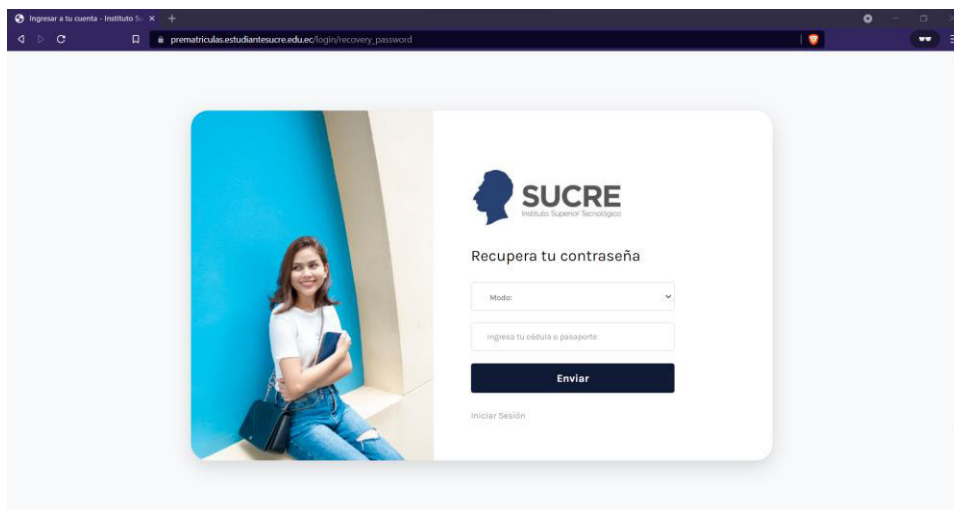 Ingresar a tu cuenta - Instituto S
prematriculas.estudiantesucre.edu.ec/login/recovery_password
SUCRE
Instituto Superior Tecnológico
Recupera tu contraseña
Modo:
Ingresa tu cédula o pasaporte
Enviar
Iniciar Sesión